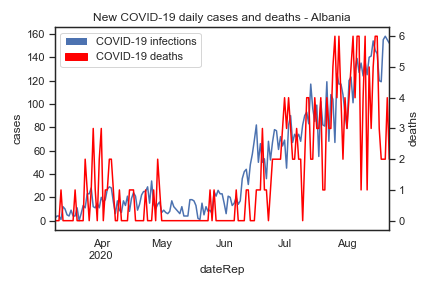 New COVID-19 daily cases and deaths - Albania
COVID-19 infections
COVID-19 deaths
160
140
120
100
80
60
40
20
0
cases
6
5
4
3
2
1
0
deaths
Apr
2020
May
Jun
Jul
Aug
dateRep